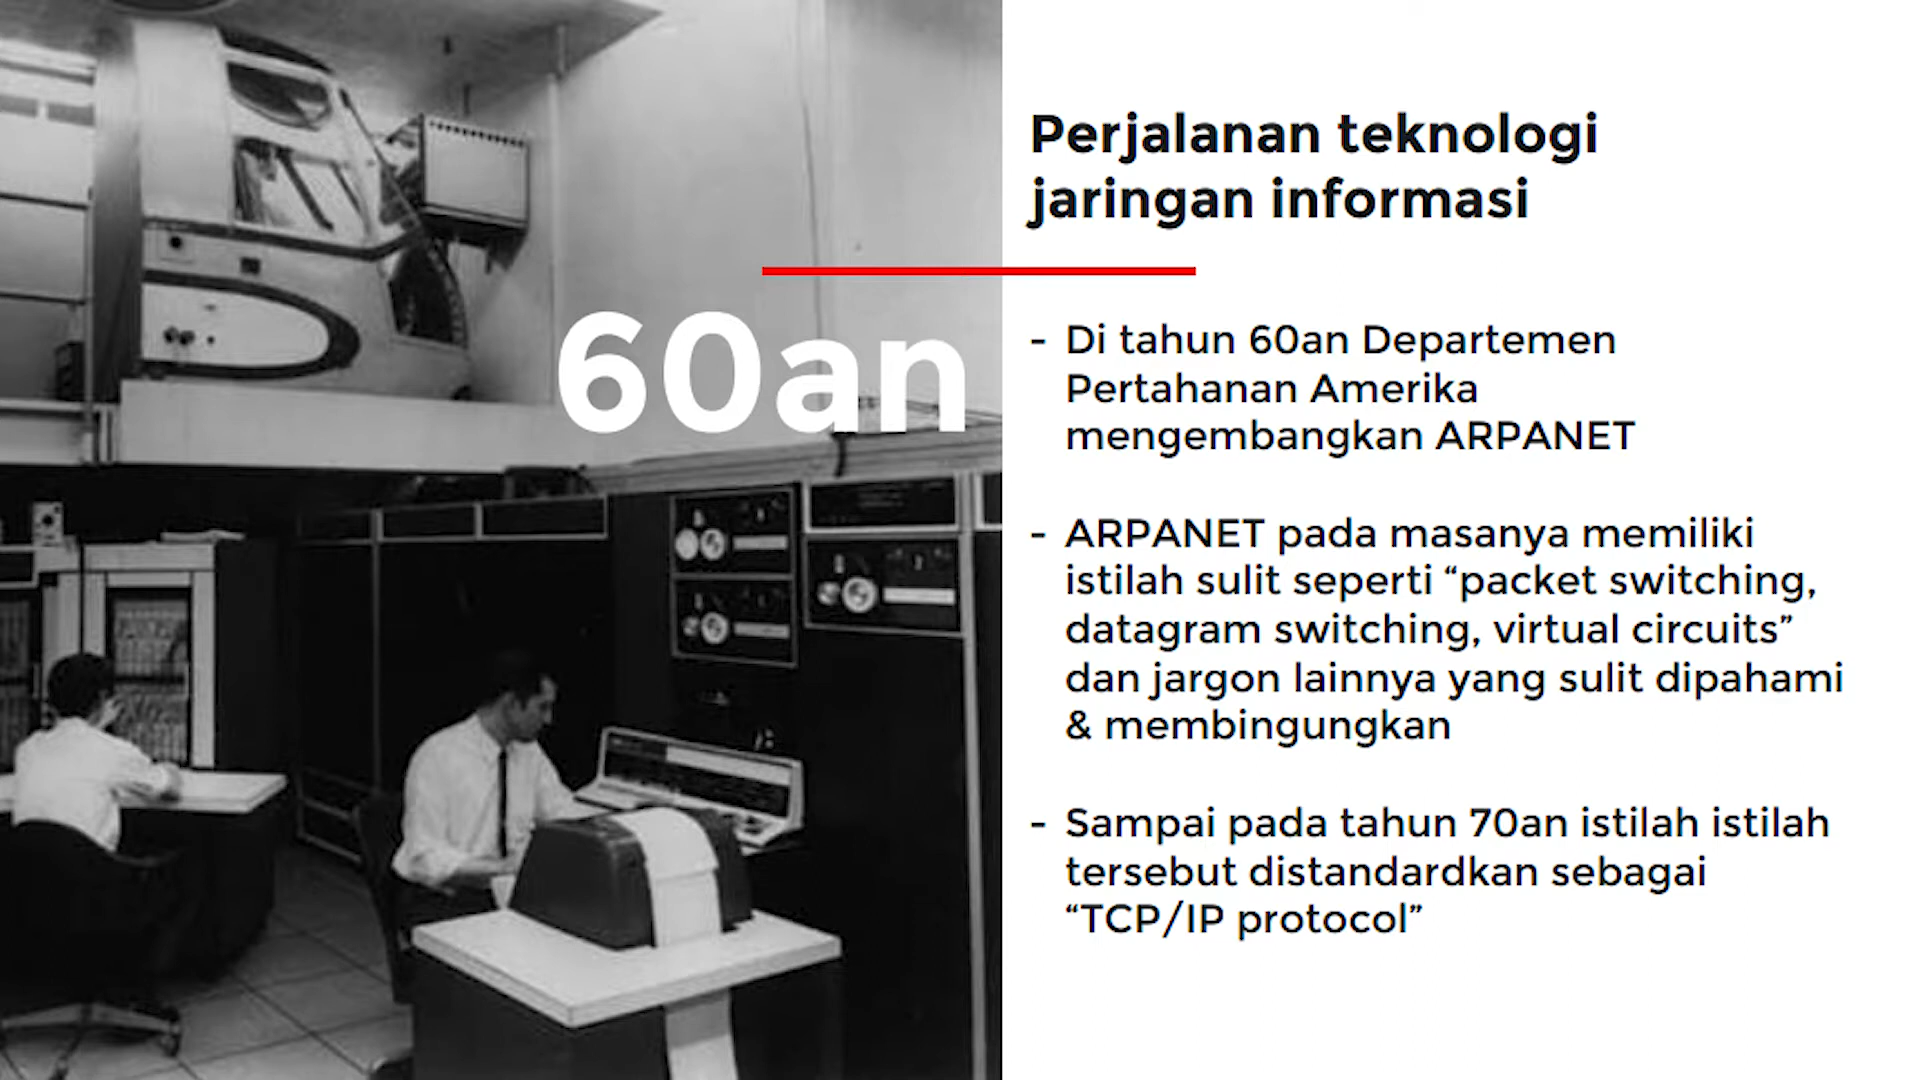 Perjalanan teknologi
jaringan informasi
60an
- Di tahun 60an Departemen
Pertahanan Amerika
mengembangkan ARPANET
- ARPANET pada masanya memiliki
istilah sulit seperti “packet switching,
datagram switching, virtual circuits”
dan jargon lainnya yang sulit dipahami
& membingungkan
- Sampai pada tahun 70an istilah istilah
tersebut distandardkan sebagai
“TCP/IP protocol”